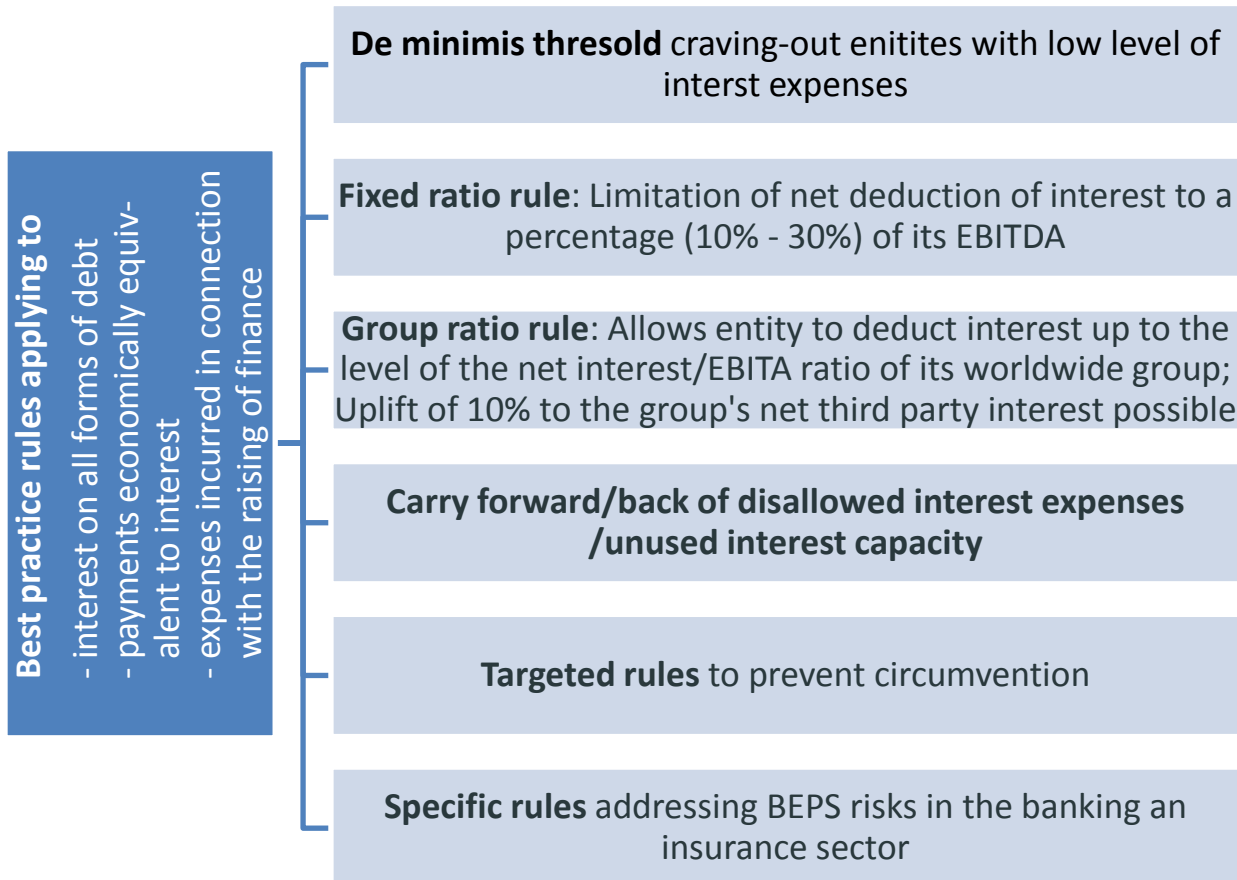 Best practice rules applying to
- interest on all forms of debt
- payments economically equiv-
alent to interest
- expenses incurred in connection
with the raising of finance
De minimis thresold craving-out enitites with low level of
interst expenses
Fixed ratio rule: Limitation of net deduction of interest to a
percentage (10% - 30%) of its EBITDA
Group ratio rule: Allows entity to deduct interest up to the
level of the net interest/EBITA ratio of its worldwide group;
Uplift of 10% to the group's net third party interest possible
Carry forward/back of disallowed interest expenses
/unused interest capacity
Targeted rules to prevent circumvention
Specific rules addressing BEPS risks in the banking an
insurance sector